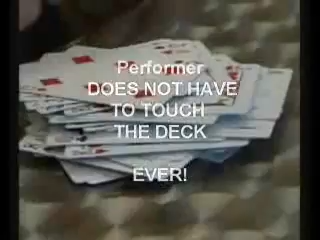 Performer
DOES NOT HAVE
TO TOUCH
THE DECK
EVER!